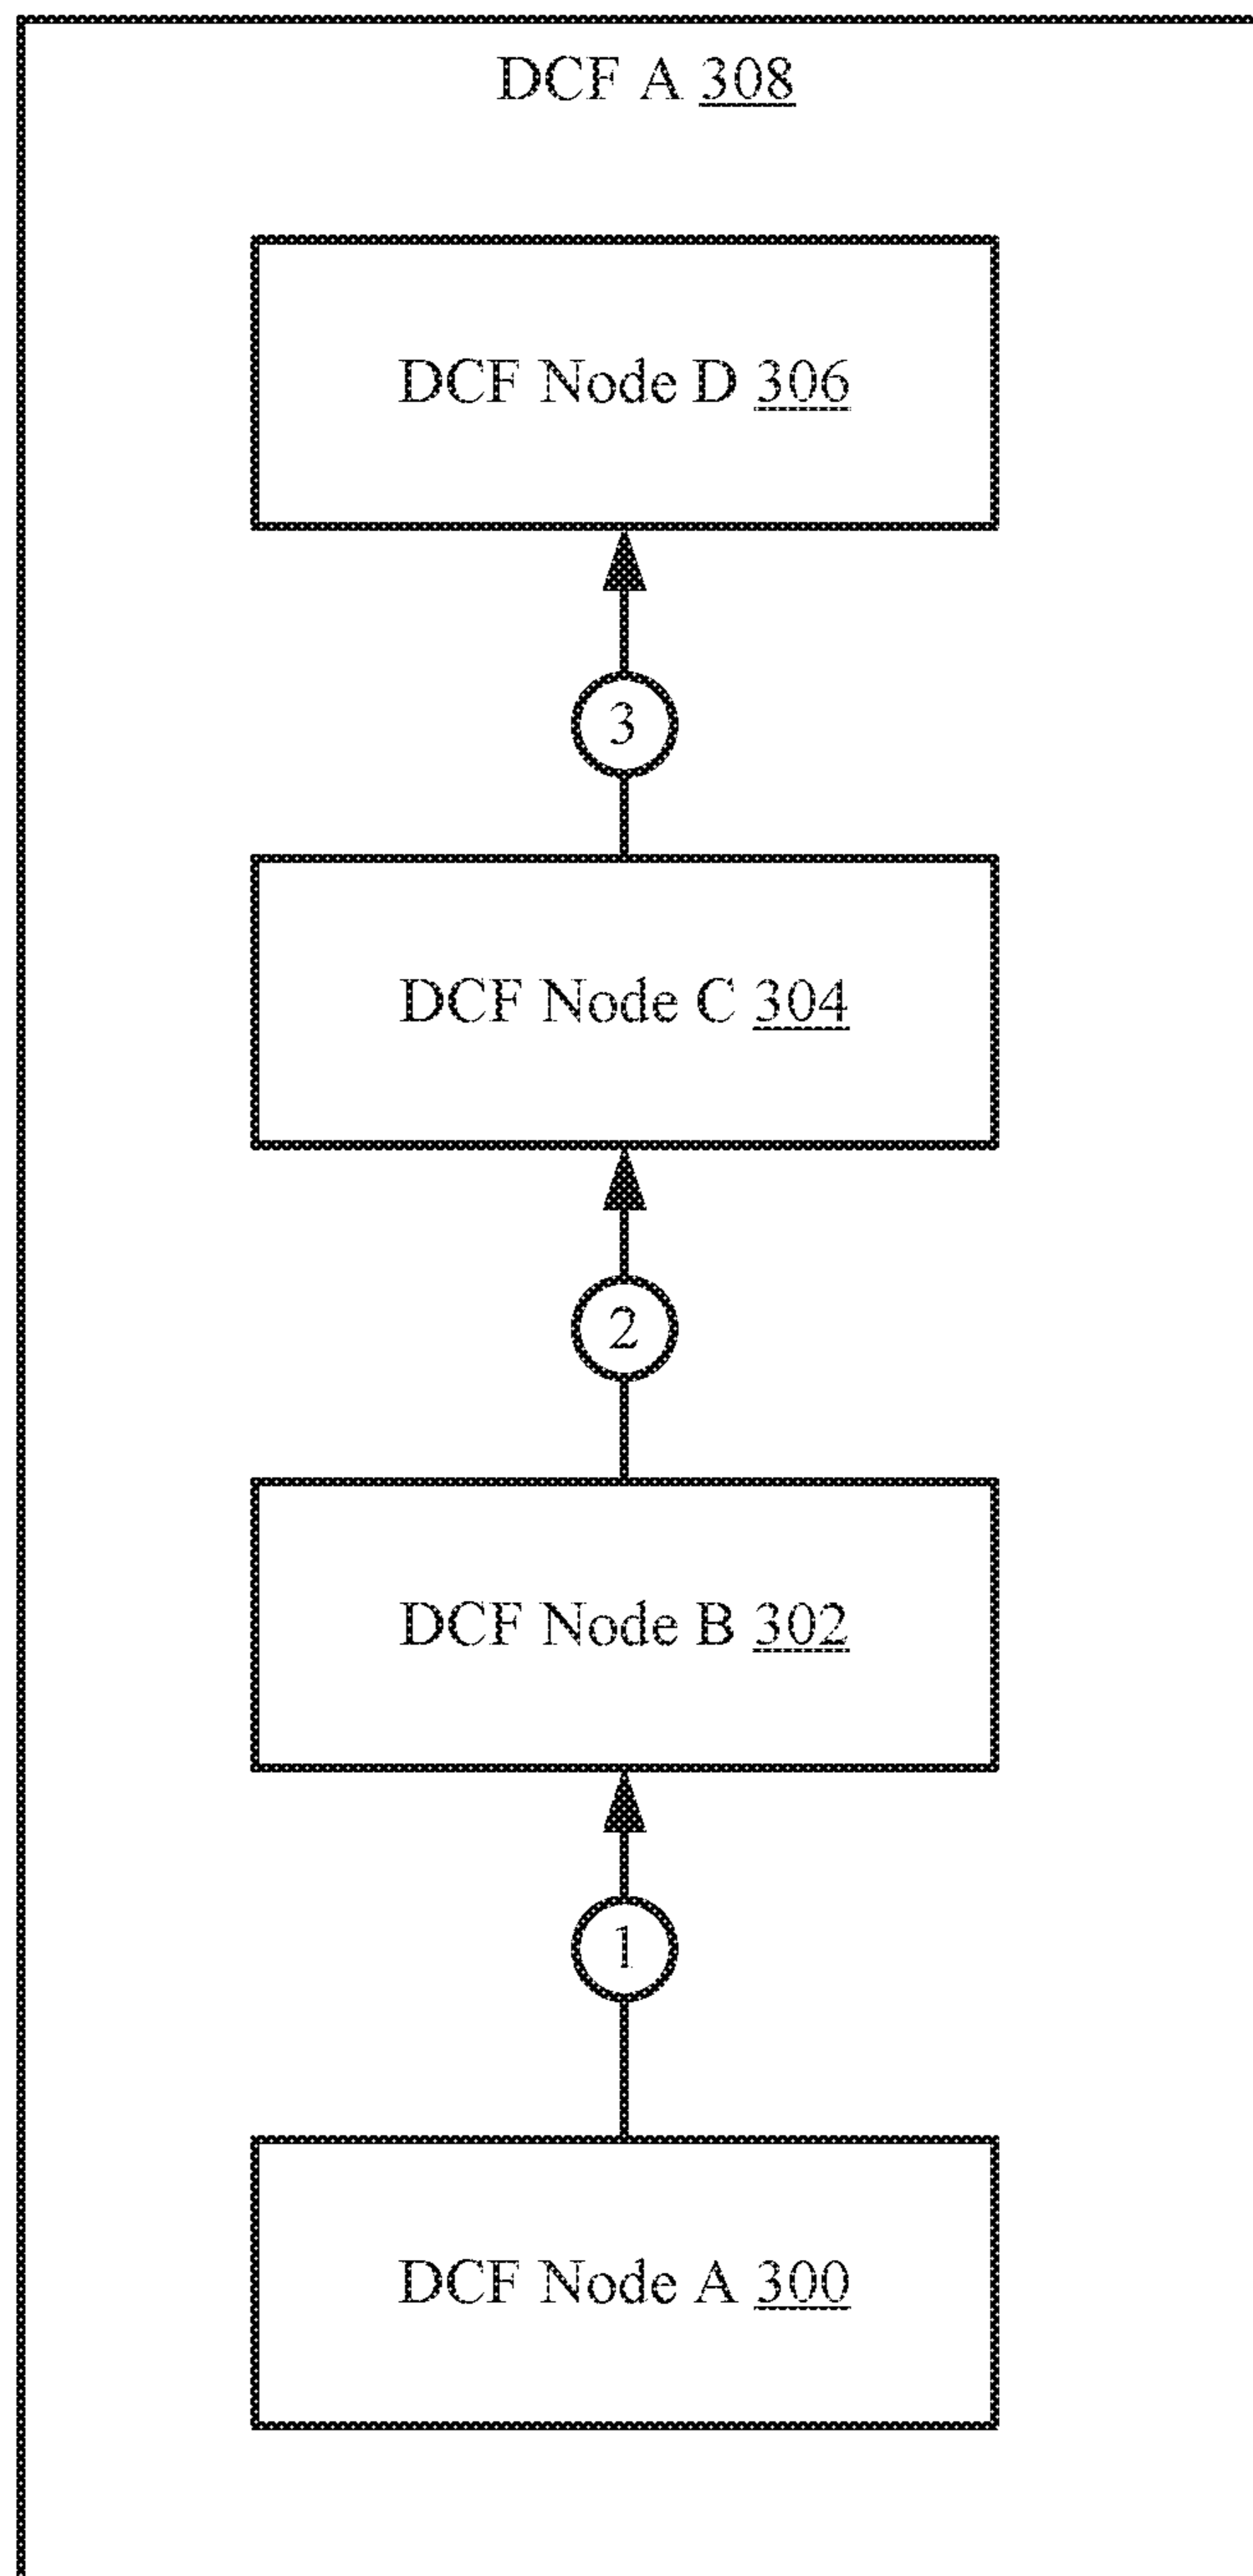 DCF A 308
DCF Node D 306
3
DCF Node C 304
2
DCF Node B 302
1
DCF Node A 300